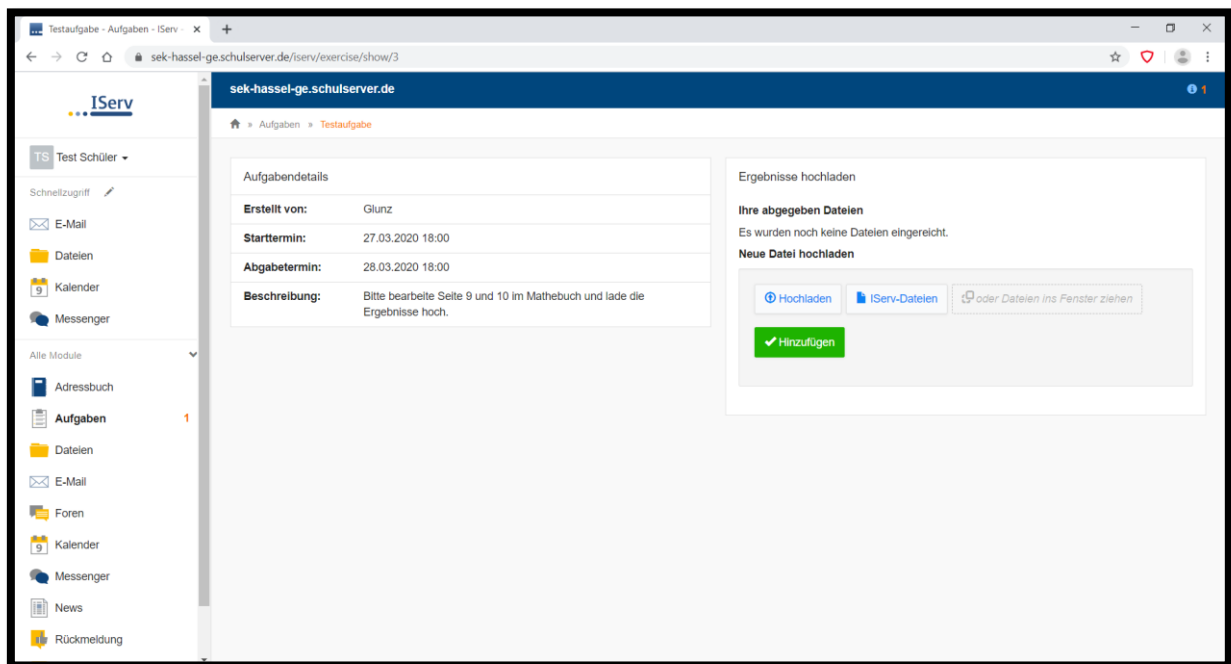 Testaufgabe - Aufgaben - IServ -
sek-hassel-ge.schulserver.de/iserv/exercise/show/3
IServ
sek-hassel-ge.schulserver.de
1
» Aufgaben » Testaufgabe
TS Test Schüler
Schnellzugriff
E-Mail
Dateien
9 Kalender
Messenger
Alle Module
Adressbuch
Aufgaben 1
Dateien
E-Mail
Foren
9 Kalender
Messenger
News
Rückmeldung
Aufgabendetails
Erstellt von: Glunz
Starttermin: 27.03.2020 18:00
Abgabetermin: 28.03.2020 18:00
Beschreibung: Bitte bearbeite Seite 9 und 10 im Mathebuch und lade die
Ergebnisse hoch.
Ergebnisse hochladen
Ihre abgegeben Dateien
Es wurden noch keine Dateien eingereicht.
Neue Datei hochladen
Hochladen IServ-Dateien oder Dateien ins Fenster ziehen
Hinzufügen